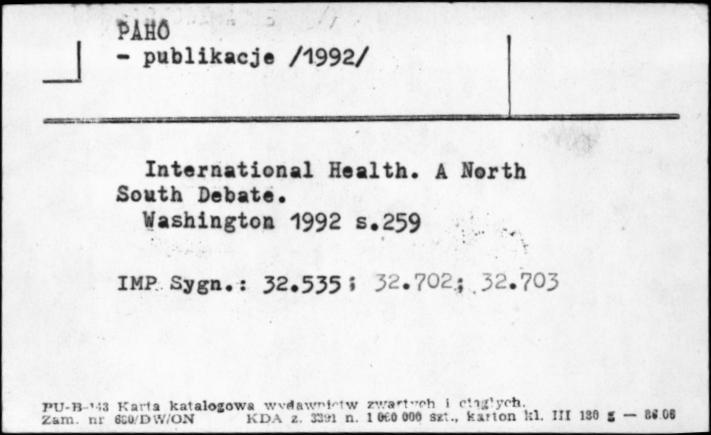 PAHO
- publikacje /1992/
International Health. A North
South Debate.
Washington 1992 s.259
IMP Sygn.: 32.535; 32.702; 32.703
PU-B-143 Karta katalogowa wydawnictw zwartych i ciągłych.
Zam. nr 680/DW/ON KDA z. 3391 n. 1 060 000 szt., karton kl. III 180 g — 86.06